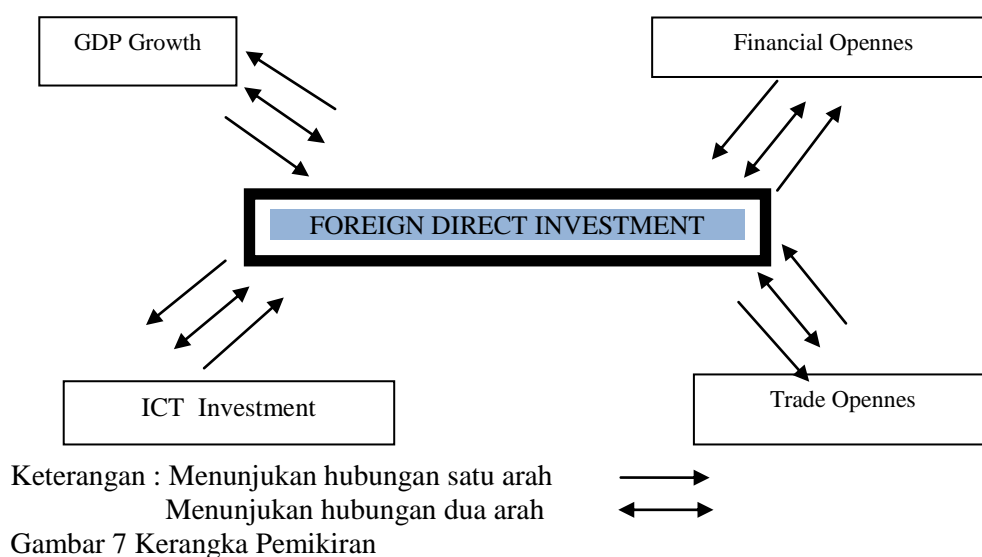 GDP Growth
Financial Opennes
FOREIGN DIRECT INVESTMENT
ICT Investment
Trade Opennes
Keterangan : Menunjukan hubungan satu arah
Menunjukan hubungan dua arah
Gambar 7 Kerangka Pemikiran